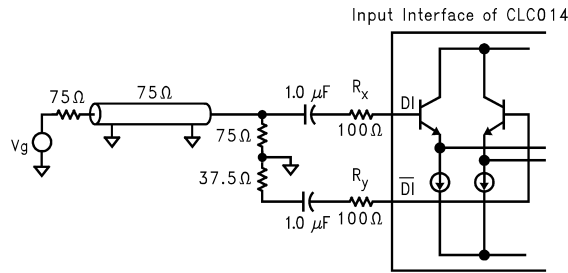 Input Interface of CLC014
75Ω
75Ω
Vg
1.0 µF
Rx
DI
100Ω
75Ω
37.5Ω
Ry
D̅I̅
1.0 µF
100Ω